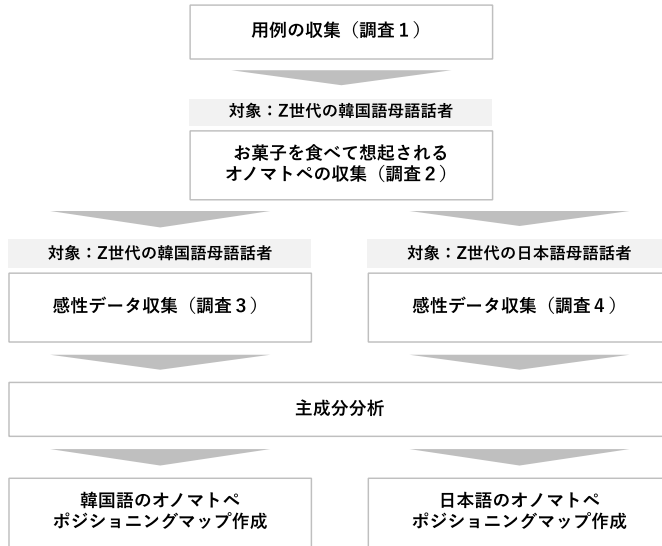 用例の収集（調査１）
対象：Z世代の韓国語母語話者
お菓子を食べて想起される
オノマトペの収集（調査２）
対象：Z世代の韓国語母語話者
対象：Z世代の日本語母語話者
感性データ収集（調査３）
感性データ収集（調査４）
主成分分析
韓国語のオノマトペ
ポジショニングマップ作成
日本語のオノマトペ
ポジショニングマップ作成